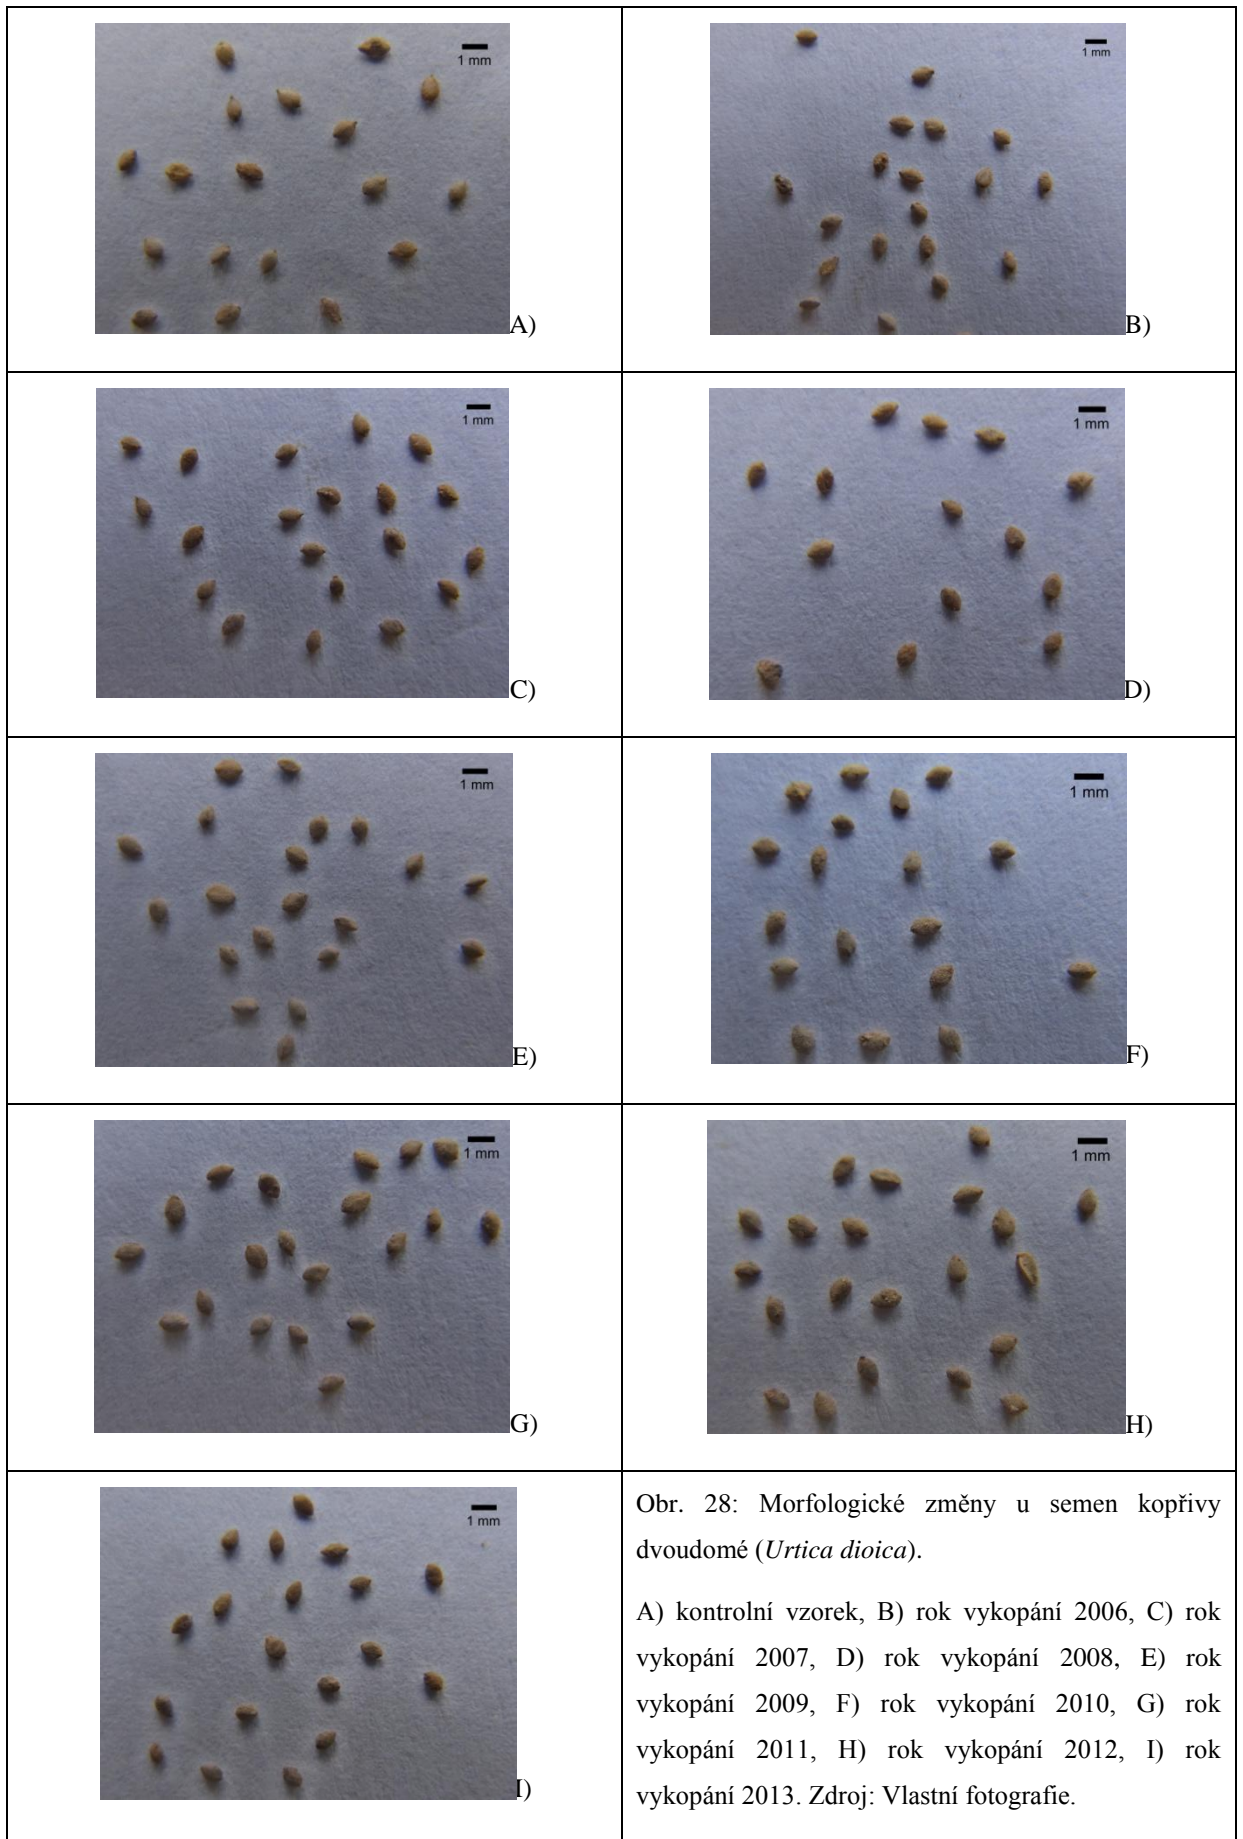 1 mm
A)
1 mm
B)
1 mm
C)
1 mm
D)
1 mm
E)
1 mm
F)
1 mm
G)
1 mm
H)
1 mm
I)
Obr. 28: Morfologické změny u semen kopřivy
dvoudomé (Urtica dioica).
A) kontrolní vzorek, B) rok vykopání 2006, C) rok
vykopání 2007, D) rok vykopání 2008, E) rok
vykopání 2009, F) rok vykopání 2010, G) rok
vykopání 2011, H) rok vykopání 2012, I) rok
vykopání 2013. Zdroj: Vlastní fotografie.